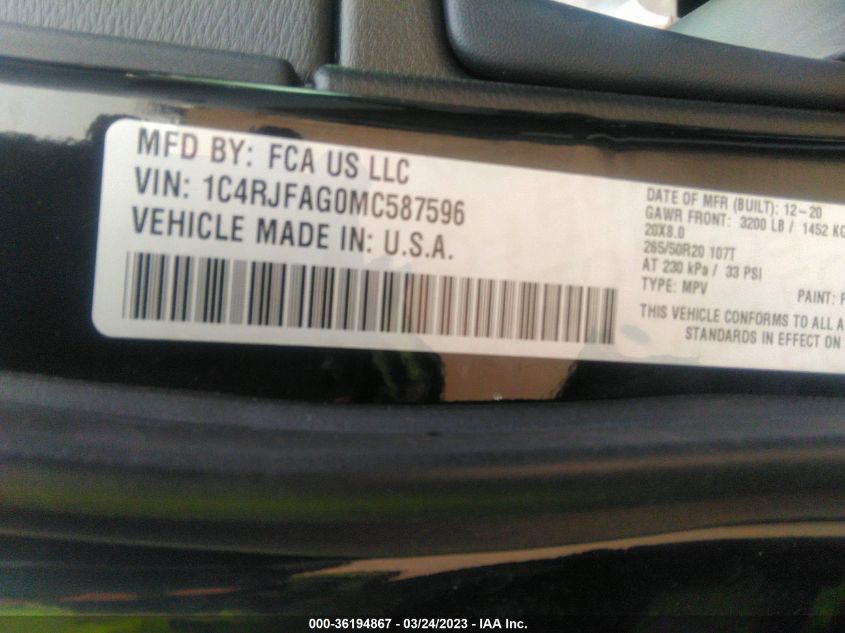 MFD BY: FCA US LLC
VIN: 1C4RJFAG0MC587596
VEHICLE MADE IN: U.S.A.
DATE OF MFR (BUILT): 12-20
GAWR FRONT: 3200 LB / 1452 KG
20X8.0
265/50R20 107T
AT 230 kPa / 33 PSI
TYPE: MPV
PAINT: P
THIS VEHICLE CONFORMS TO ALL A
STANDARDS IN EFFECT ON
000-36194867 - 03/24/2023 - IAA Inc.